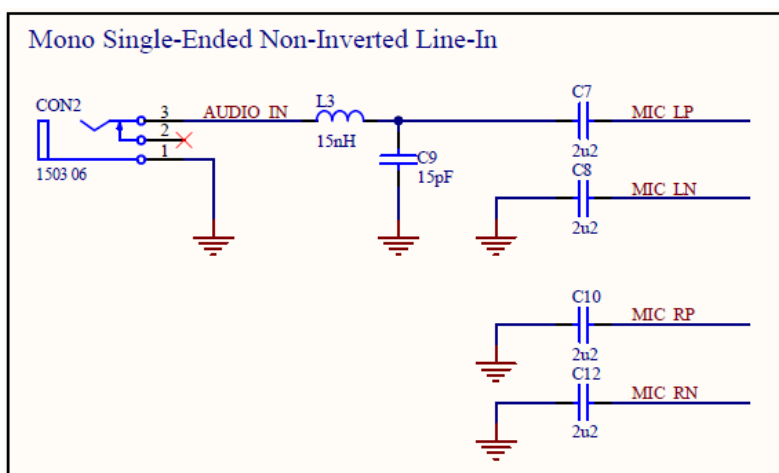 Mono Single-Ended Non-Inverted Line-In
CON2
3
AUDIO_IN
L3
15nH
C7
MIC_LP
2u2
2
1
1503 06
C9
15pF
C8
MIC_LN
2u2
C10
MIC_RP
2u2
C12
MIC_RN
2u2